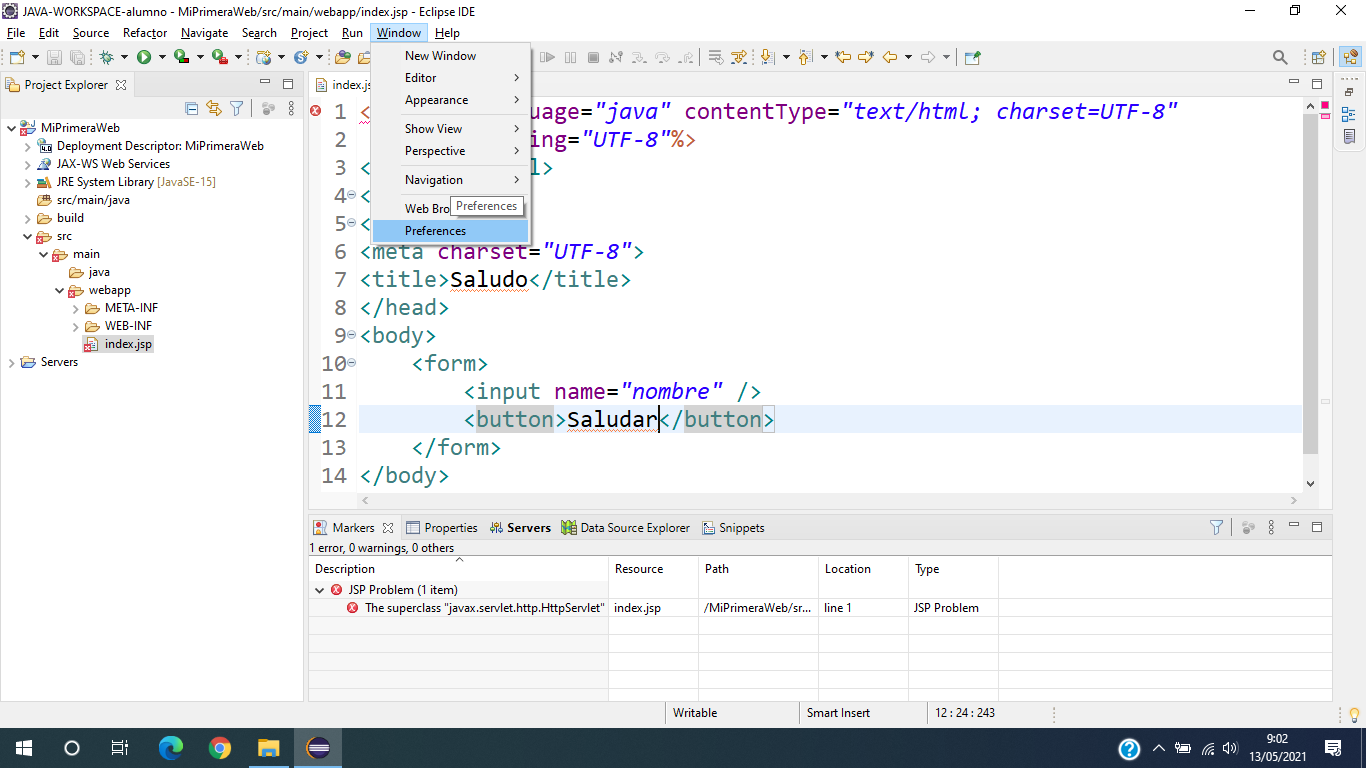 JAVA-WORKSPACE-alumno - MiPrimeraWeb/src/main/webapp/index.jsp - Eclipse IDE
File Edit Source Refactor Navigate Search Project Run Window Help
New Window
Editor
Appearance
Show View
Perspective
Navigation
Web Bro
Preferences
Preferences
Project Explorer
MiPrimeraWeb
Deployment Descriptor: MiPrimeraWeb
JAX-WS Web Services
JRE System Library [JavaSE-15]
src/main/java
build
src
main
java
webapp
META-INF
WEB-INF
index.jsp
Servers
index.js
1 < uage="java" contentType="text/html; charset=UTF-8"
2 ing="UTF-8"%>
3 < l>
4 <
5 <
6 <meta charset="UTF-8">
7 <title>Saludo</title>
8 </head>
9 <body>
10 <form>
11 <input name="nombre" />
12 <button>Saludar</button>
13 </form>
14 </body>
Markers Properties Servers Data Source Explorer Snippets
1 error, 0 warnings, 0 others
Description Resource Path Location Type
JSP Problem (1 item)
The superclass "javax.servlet.http.HttpServlet" index.jsp /MiPrimeraWeb/sr... line 1 JSP Problem
Writable Smart Insert 12 : 24 : 243
9:02
13/05/2021